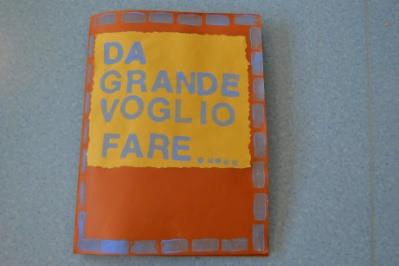 DA
GRANDE
VOGLIO
FARE.....